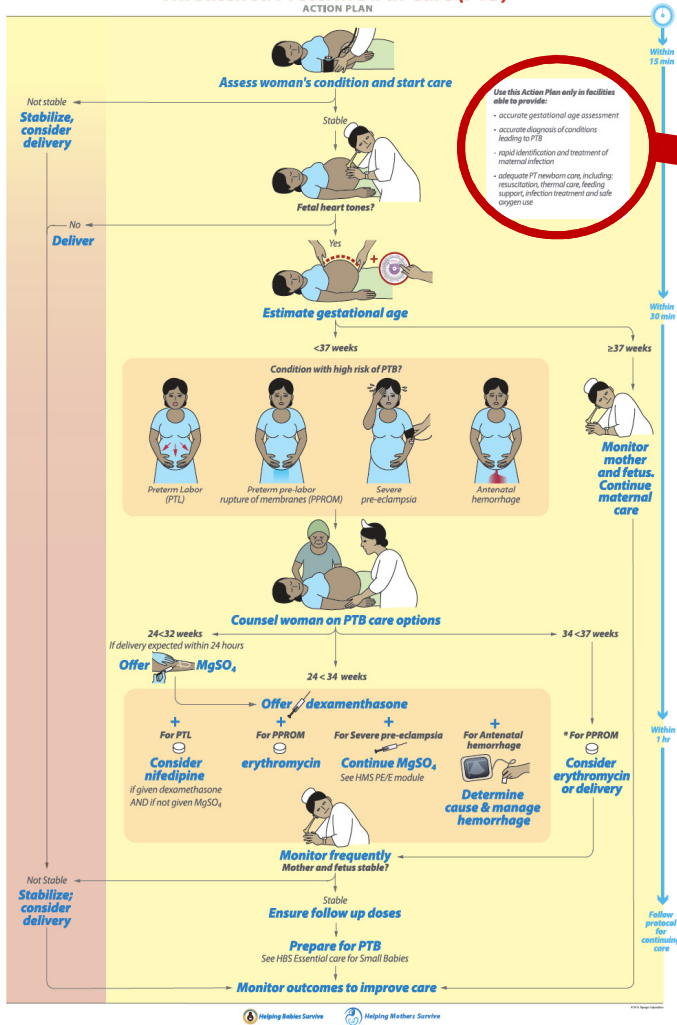 ACTION PLAN
Within
15 min
Assess woman's condition and start care
Use this Action Plan only in facilities
able to provide:
- accurate gestational age assessment
- accurate diagnosis of conditions
leading to PTB
- rapid identification and treatment of
maternal infection
- adequate PT newborn care, including:
resuscitation, thermal care, feeding
support, infection treatment and safe
oxygen use
Not stable
Stabilize,
consider
delivery
Stable
Fetal heart tones?
No
Deliver
Yes
+
Estimate gestational age
Within
30 min
<37 weeks
≥37 weeks
Condition with high risk of PTB?
Preterm Labor
(PTL)
Preterm pre-labor
rupture of membranes (PPROM)
Severe
pre-eclampsia
Antenatal
hemorrhage
Monitor
mother
and fetus.
Continue
maternal
care
Counsel woman on PTB care options
24<32 weeks
If delivery expected within 24 hours
Offer MgSO4
24 < 34 weeks
34 <37 weeks
Offer dexamenthasone
+
For PTL
Consider
nifedipine
if given dexamethasone
AND if not given MgSO4
+
For PPROM
erythromycin
+
For Severe pre-eclampsia
Continue MgSO4
See HMS PE/E module
+
For Antenatal
hemorrhage
Determine
cause & manage
hemorrhage
* For PPROM
Consider
erythromycin
or delivery
Within
1 hr
Monitor frequently
Mother and fetus stable?
Not Stable
Stabilize;
consider
delivery
Stable
Ensure follow up doses
Prepare for PTB
See HBS Essential care for Small Babies
Follow
protocol
for
continuing
care
Monitor outcomes to improve care
Helping Babies Survive
Helping Mothers Survive